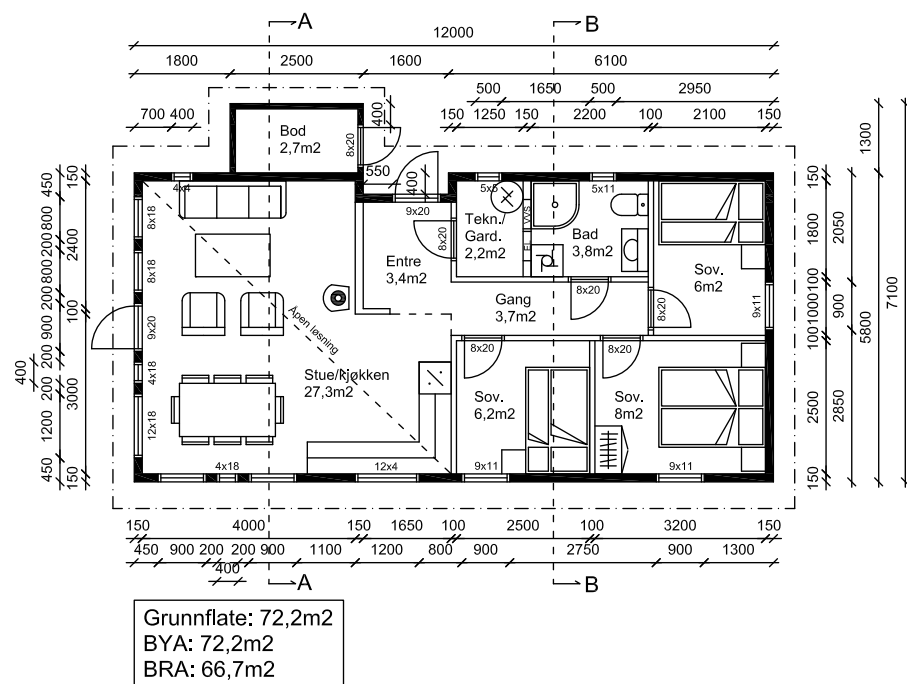 A B
12000
1800 2500 1600 6100
500 1650 500 2950
700 400 400 150 1250 150 2200 100 2100 150
Bod
2,7m2
8x20
550
400
1300
7100
450 800 200 800 200 900 200 400 200 1200 450
150 2400 100 3000 150
4x4
9x20
5x5
5x11
8x18
8x18
9x20
4x18
12x18
8x20
Tekn./
Gard.
2,2m2
VVS
EL
Bad
3,8m2
Entre
3,4m2
Sov.
6m2
9x11
Gang
3,7m2
8x20
8x20
Åpen løsning
Stue/kjøkken
27,3m2
8x20
8x20
Sov.
6,2m2
Sov.
8m2
4x18
12x4
9x11
9x11
150 1800 100 1000 100 2500 150
2050 900 2850
5800
150 4000 150 1650 100 2500 100 3200 150
450 900 200 200 900 1100 1200 800 900 2750 900 1300
400
A B
Grunnflate: 72,2m2
BYA: 72,2m2
BRA: 66,7m2